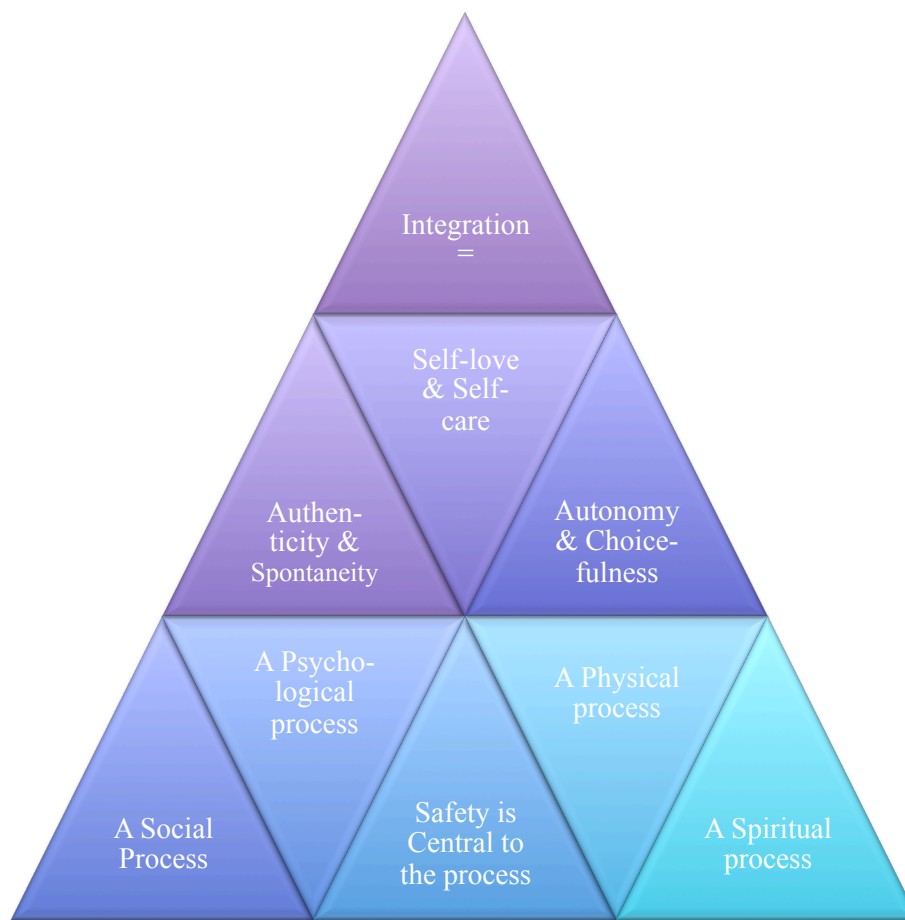 Integration
=
Self-love
& Self-
care
Authen-
ticity &
Spontaneity
Autonomy
& Choice-
fulness
A Social
Process
A Psycho-
logical
process
Safety is
Central to
the process
A Physical
process
A Spiritual
process